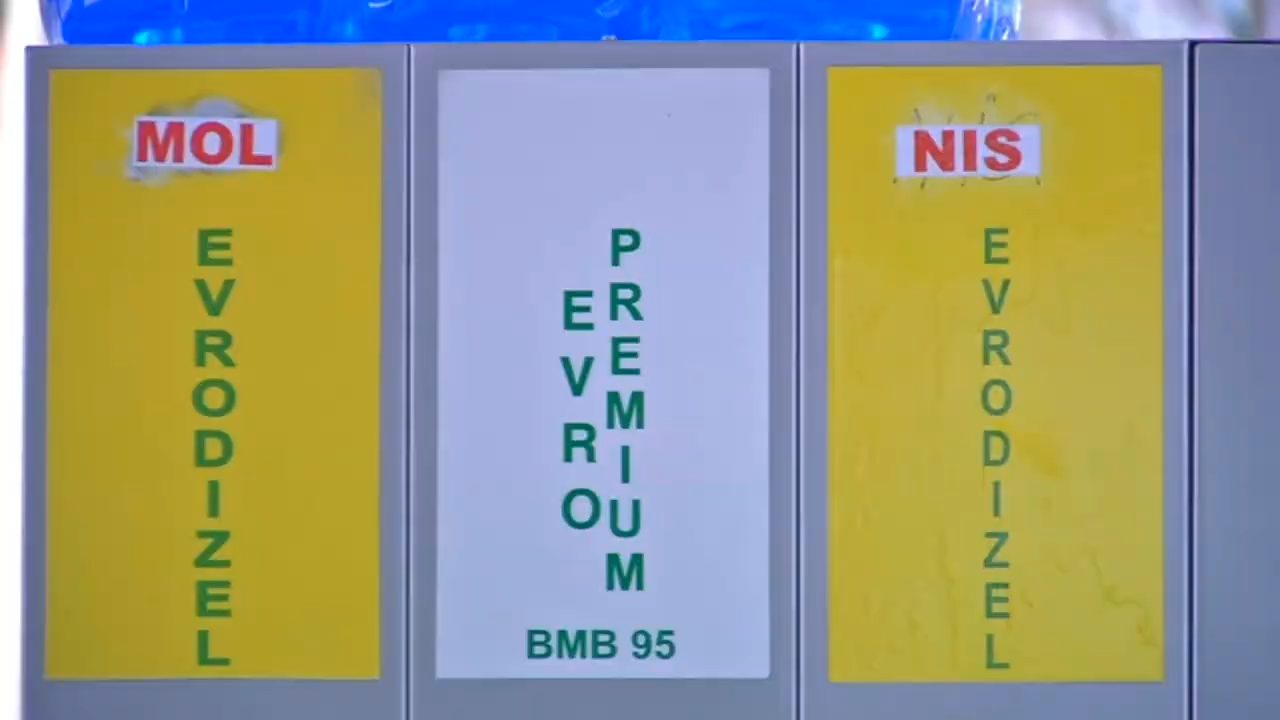 MOL
EVRODIZEL
EVRO
PREMIUM
BMB 95
NIS
EVRODIZEL